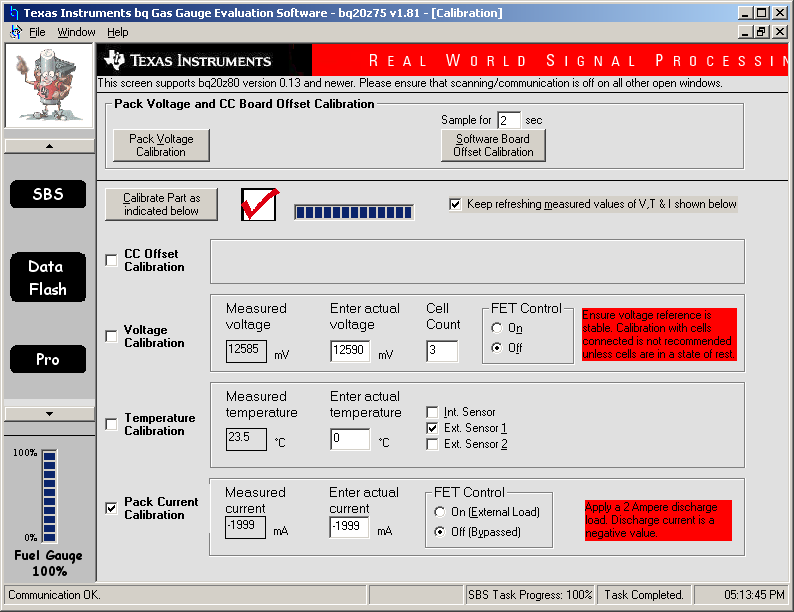 Texas Instruments bq Gas Gauge Evaluation Software - bq20z75 v1.81 - [Calibration]
File Window Help
TEXAS INSTRUMENTS
REAL WORLD SIGNAL PROCESSIN
This screen supports bq20z80 version 0.13 and newer. Please ensure that scanning/communication is off on all other open windows.
Pack Voltage and CC Board Offset Calibration
Sample for 2 sec
Pack Voltage
Calibration
Software Board
Offset Calibration
SBS
Data
Flash
Pro
Calibrate Part as
indicated below
Keep refreshing measured values of V,T & I shown below
CC Offset
Calibration
Voltage
Calibration
Measured
voltage
12585 mV
Enter actual
voltage
12590 mV
Cell
Count
3
FET Control
On
Off
Ensure voltage reference is
stable. Calibration with cells
connected is not recommended
unless cells are in a state of rest.
Temperature
Calibration
Measured
temperature
23.5 °C
Enter actual
temperature
0 °C
Int. Sensor
Ext. Sensor 1
Ext. Sensor 2
Pack Current
Calibration
Measured
current
-1999 mA
Enter actual
current
-1999 mA
FET Control
On (External Load)
Off (Bypassed)
Apply a 2 Ampere discharge
load. Discharge current is a
negative value.
100%
0%
Fuel Gauge
100%
Communication OK.
SBS Task Progress: 100%
Task Completed.
05:13:45 PM